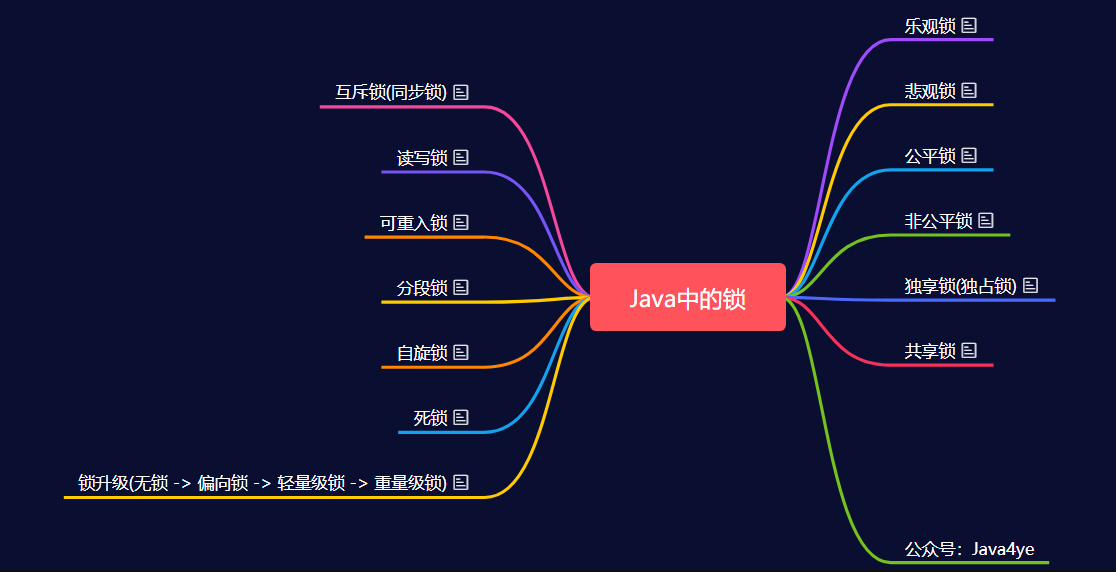 Java中的锁
乐观锁
悲观锁
公平锁
非公平锁
独享锁(独占锁)
共享锁
公众号：Java4ye
互斥锁(同步锁)
读写锁
可重入锁
分段锁
自旋锁
死锁
锁升级(无锁 -> 偏向锁 -> 轻量级锁 -> 重量级锁)